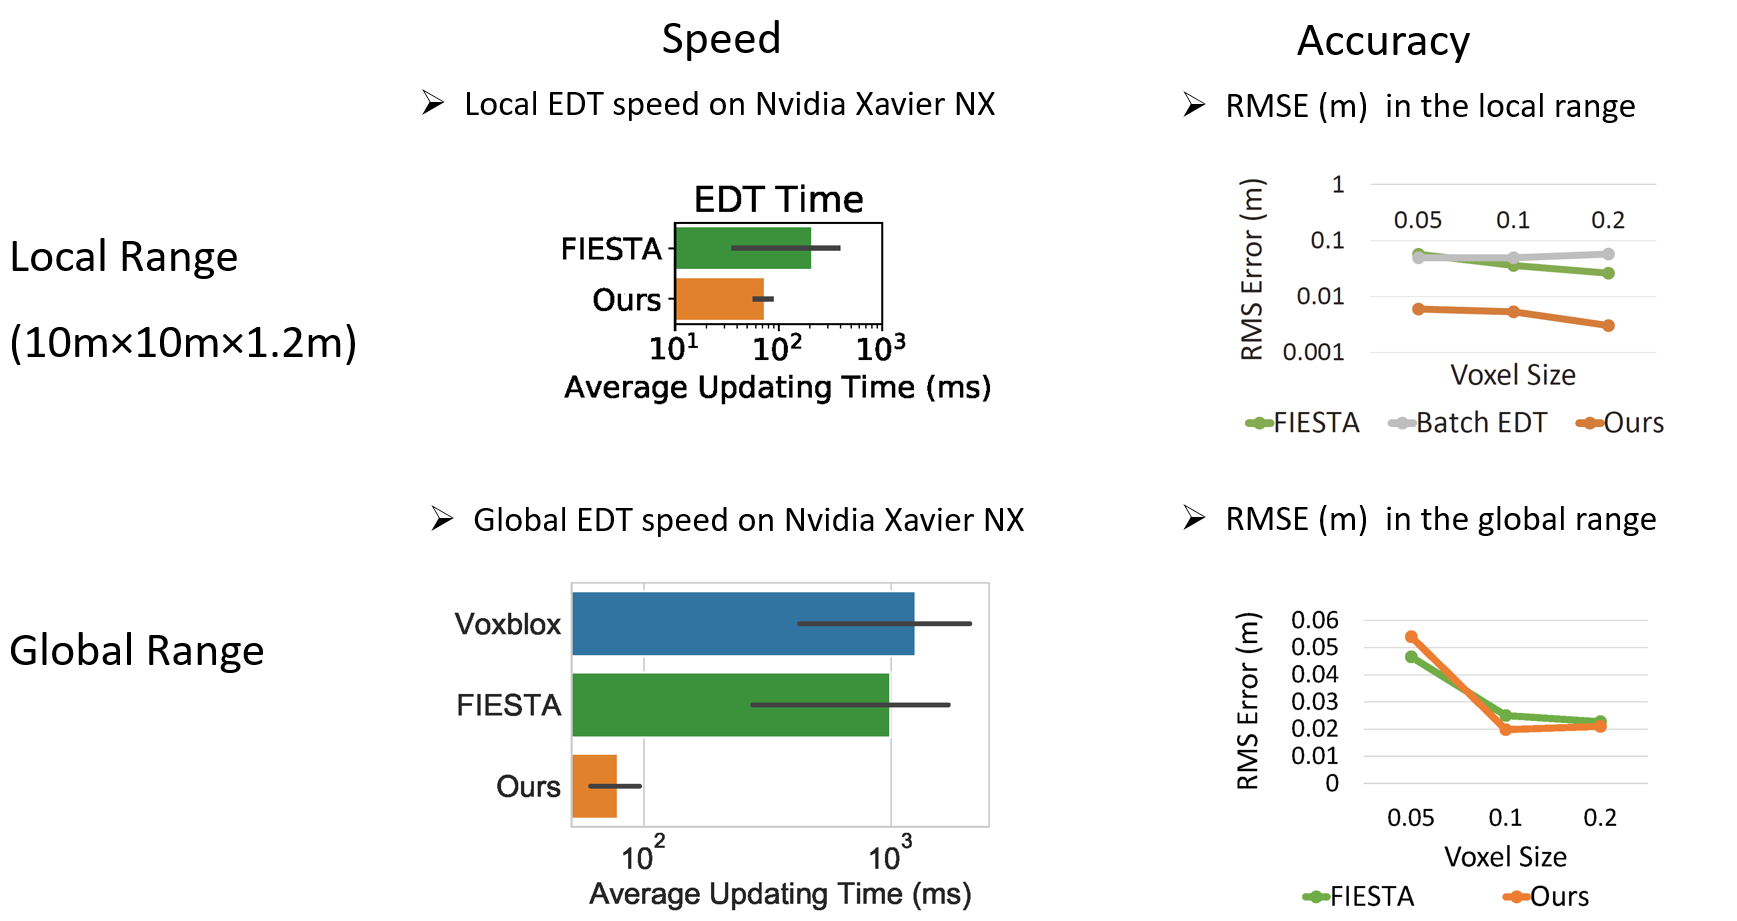 Speed
Accuracy
➢ Local EDT speed on Nvidia Xavier NX
➢ RMSE (m) in the local range
Local Range
(10m×10m×1.2m)
EDT Time
FIESTA
Ours
10¹ 10² 10³
Average Updating Time (ms)
RMS Error (m)
1
0.1
0.01
0.001
0.05 0.1 0.2
Voxel Size
FIESTA Batch EDT Ours
➢ Global EDT speed on Nvidia Xavier NX
➢ RMSE (m) in the global range
Global Range
Voxblox
FIESTA
Ours
10² 10³
Average Updating Time (ms)
RMS Error (m)
0.06
0.05
0.04
0.03
0.02
0.01
0
0.05 0.1 0.2
Voxel Size
FIESTA Ours